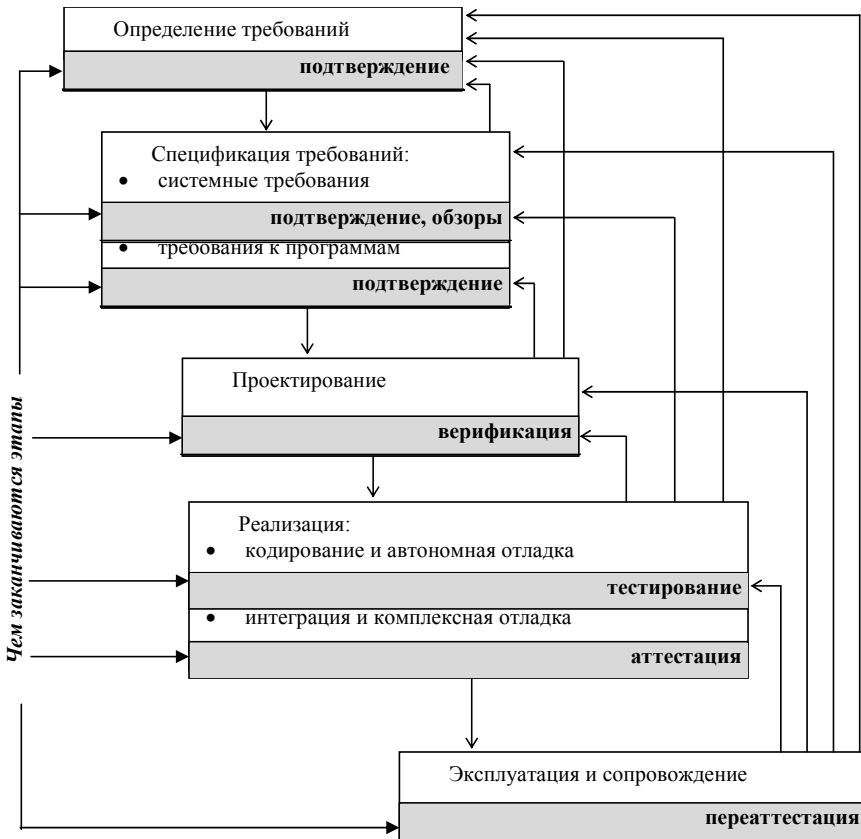 Определение требований
подтверждение
Спецификация требований:
• системные требования
подтверждение, обзоры
• требования к программам
подтверждение
Проектирование
верификация
Чем заканчиваются этапы
Реализация:
• кодирование и автономная отладка
тестирование
• интеграция и комплексная отладка
аттестация
Эксплуатация и сопровождение
переаттестация